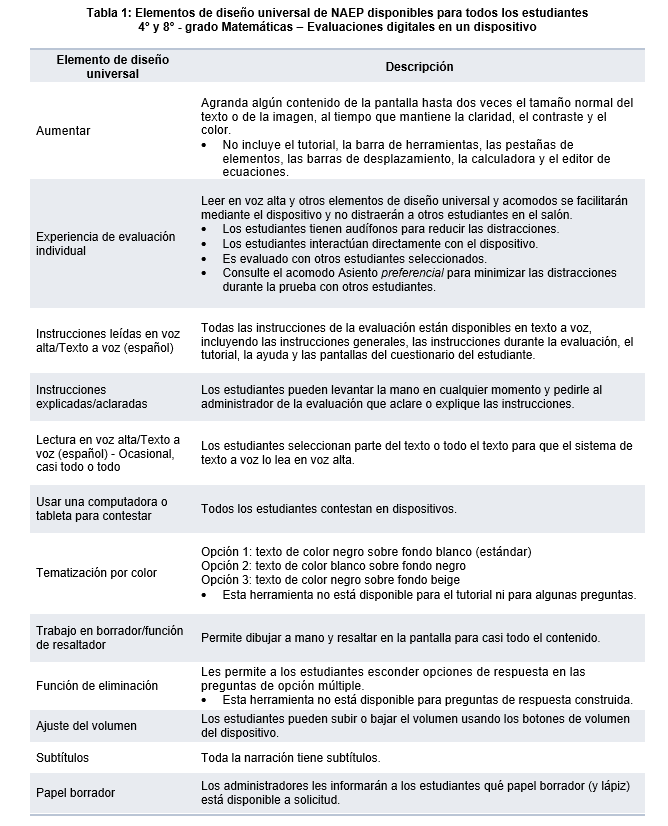 Tabla 1: Elementos de diseño universal de NAEP disponibles para todos los estudiantes
4° y 8° - grado Matemáticas – Evaluaciones digitales en un dispositivo
Elemento de diseño
universal
Descripción
Aumentar
Agranda algún contenido de la pantalla hasta dos veces el tamaño normal del
texto o de la imagen, al tiempo que mantiene la claridad, el contraste y el
color.
• No incluye el tutorial, la barra de herramientas, las pestañas de
elementos, las barras de desplazamiento, la calculadora y el editor de
ecuaciones.
Experiencia de evaluación
individual
Leer en voz alta y otros elementos de diseño universal y acomodos se facilitarán
mediante el dispositivo y no distraerán a otros estudiantes en el salón.
• Los estudiantes tienen audífonos para reducir las distracciones.
• Los estudiantes interactúan directamente con el dispositivo.
• Es evaluado con otros estudiantes seleccionados.
• Consulte el acomodo Asiento preferencial para minimizar las distracciones
durante la prueba con otros estudiantes.
Instrucciones leídas en voz
alta/Texto a voz (español)
Todas las instrucciones de la evaluación están disponibles en texto a voz,
incluyendo las instrucciones generales, las instrucciones durante la evaluación, el
tutorial, la ayuda y las pantallas del cuestionario del estudiante.
Instrucciones
explicadas/aclaradas
Los estudiantes pueden levantar la mano en cualquier momento y pedirle al
administrador de la evaluación que aclare o explique las instrucciones.
Lectura en voz alta/Texto a
voz (español) - Ocasional,
casi todo o todo
Los estudiantes seleccionan parte del texto o todo el texto para que el sistema de
texto a voz lo lea en voz alta.
Usar una computadora o
tableta para contestar
Todos los estudiantes contestan en dispositivos.
Tematización por color
Opción 1: texto de color negro sobre fondo blanco (estándar)
Opción 2: texto de color blanco sobre fondo negro
Opción 3: texto de color negro sobre fondo beige
• Esta herramienta no está disponible para el tutorial ni para algunas preguntas.
Trabajo en borrador/función
de resaltador
Permite dibujar a mano y resaltar en la pantalla para casi todo el contenido.
Función de eliminación
Les permite a los estudiantes esconder opciones de respuesta en las
preguntas de opción múltiple.
• Esta herramienta no está disponible para preguntas de respuesta construida.
Ajuste del volumen
Los estudiantes pueden subir o bajar el volumen usando los botones de volumen
del dispositivo.
Subtítulos
Toda la narración tiene subtítulos.
Papel borrador
Los administradores les informarán a los estudiantes qué papel borrador (y lápiz)
está disponible a solicitud.